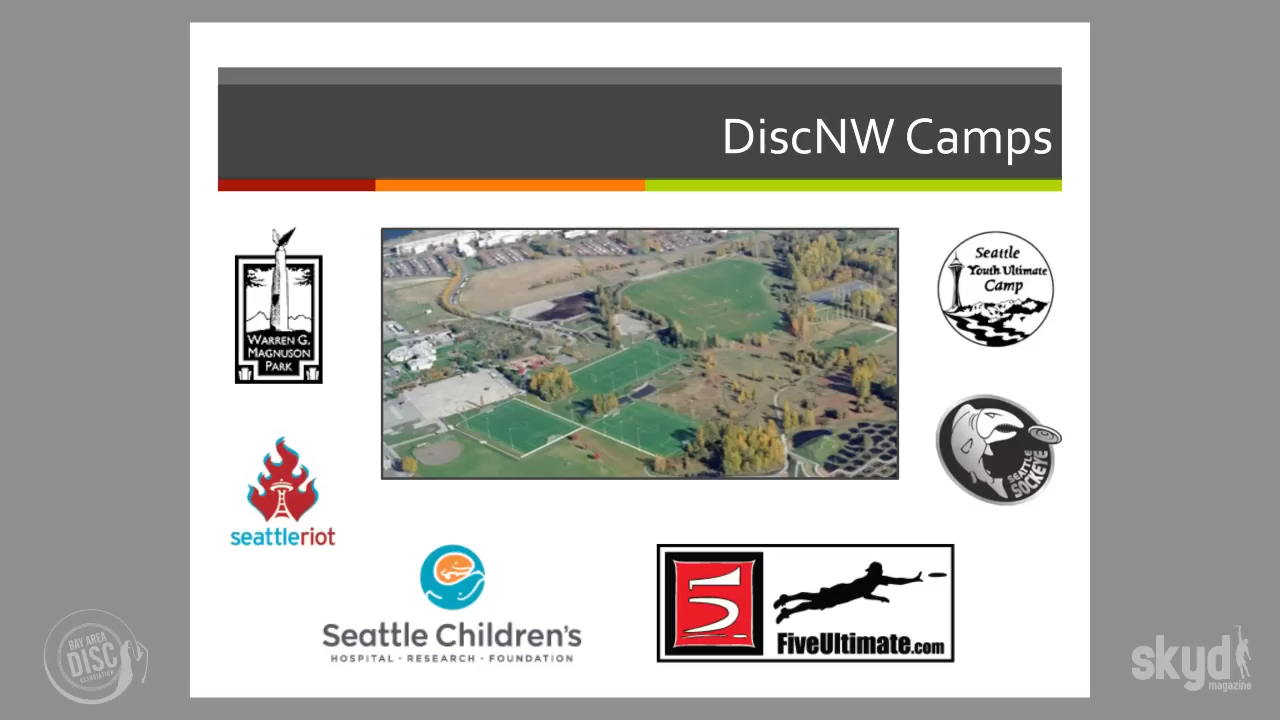 DiscNW Camps
WARREN G.
MAGNUSON
PARK
Seattle
Youth Ultimate
Camp
seattleriot
SEATTLE
SOCKEYE
Seattle Children's
HOSPITAL · RESEARCH · FOUNDATION
5
FiveUltimate.com
BAY AREA
DISC
ASSOCIATION
skyd
magazine